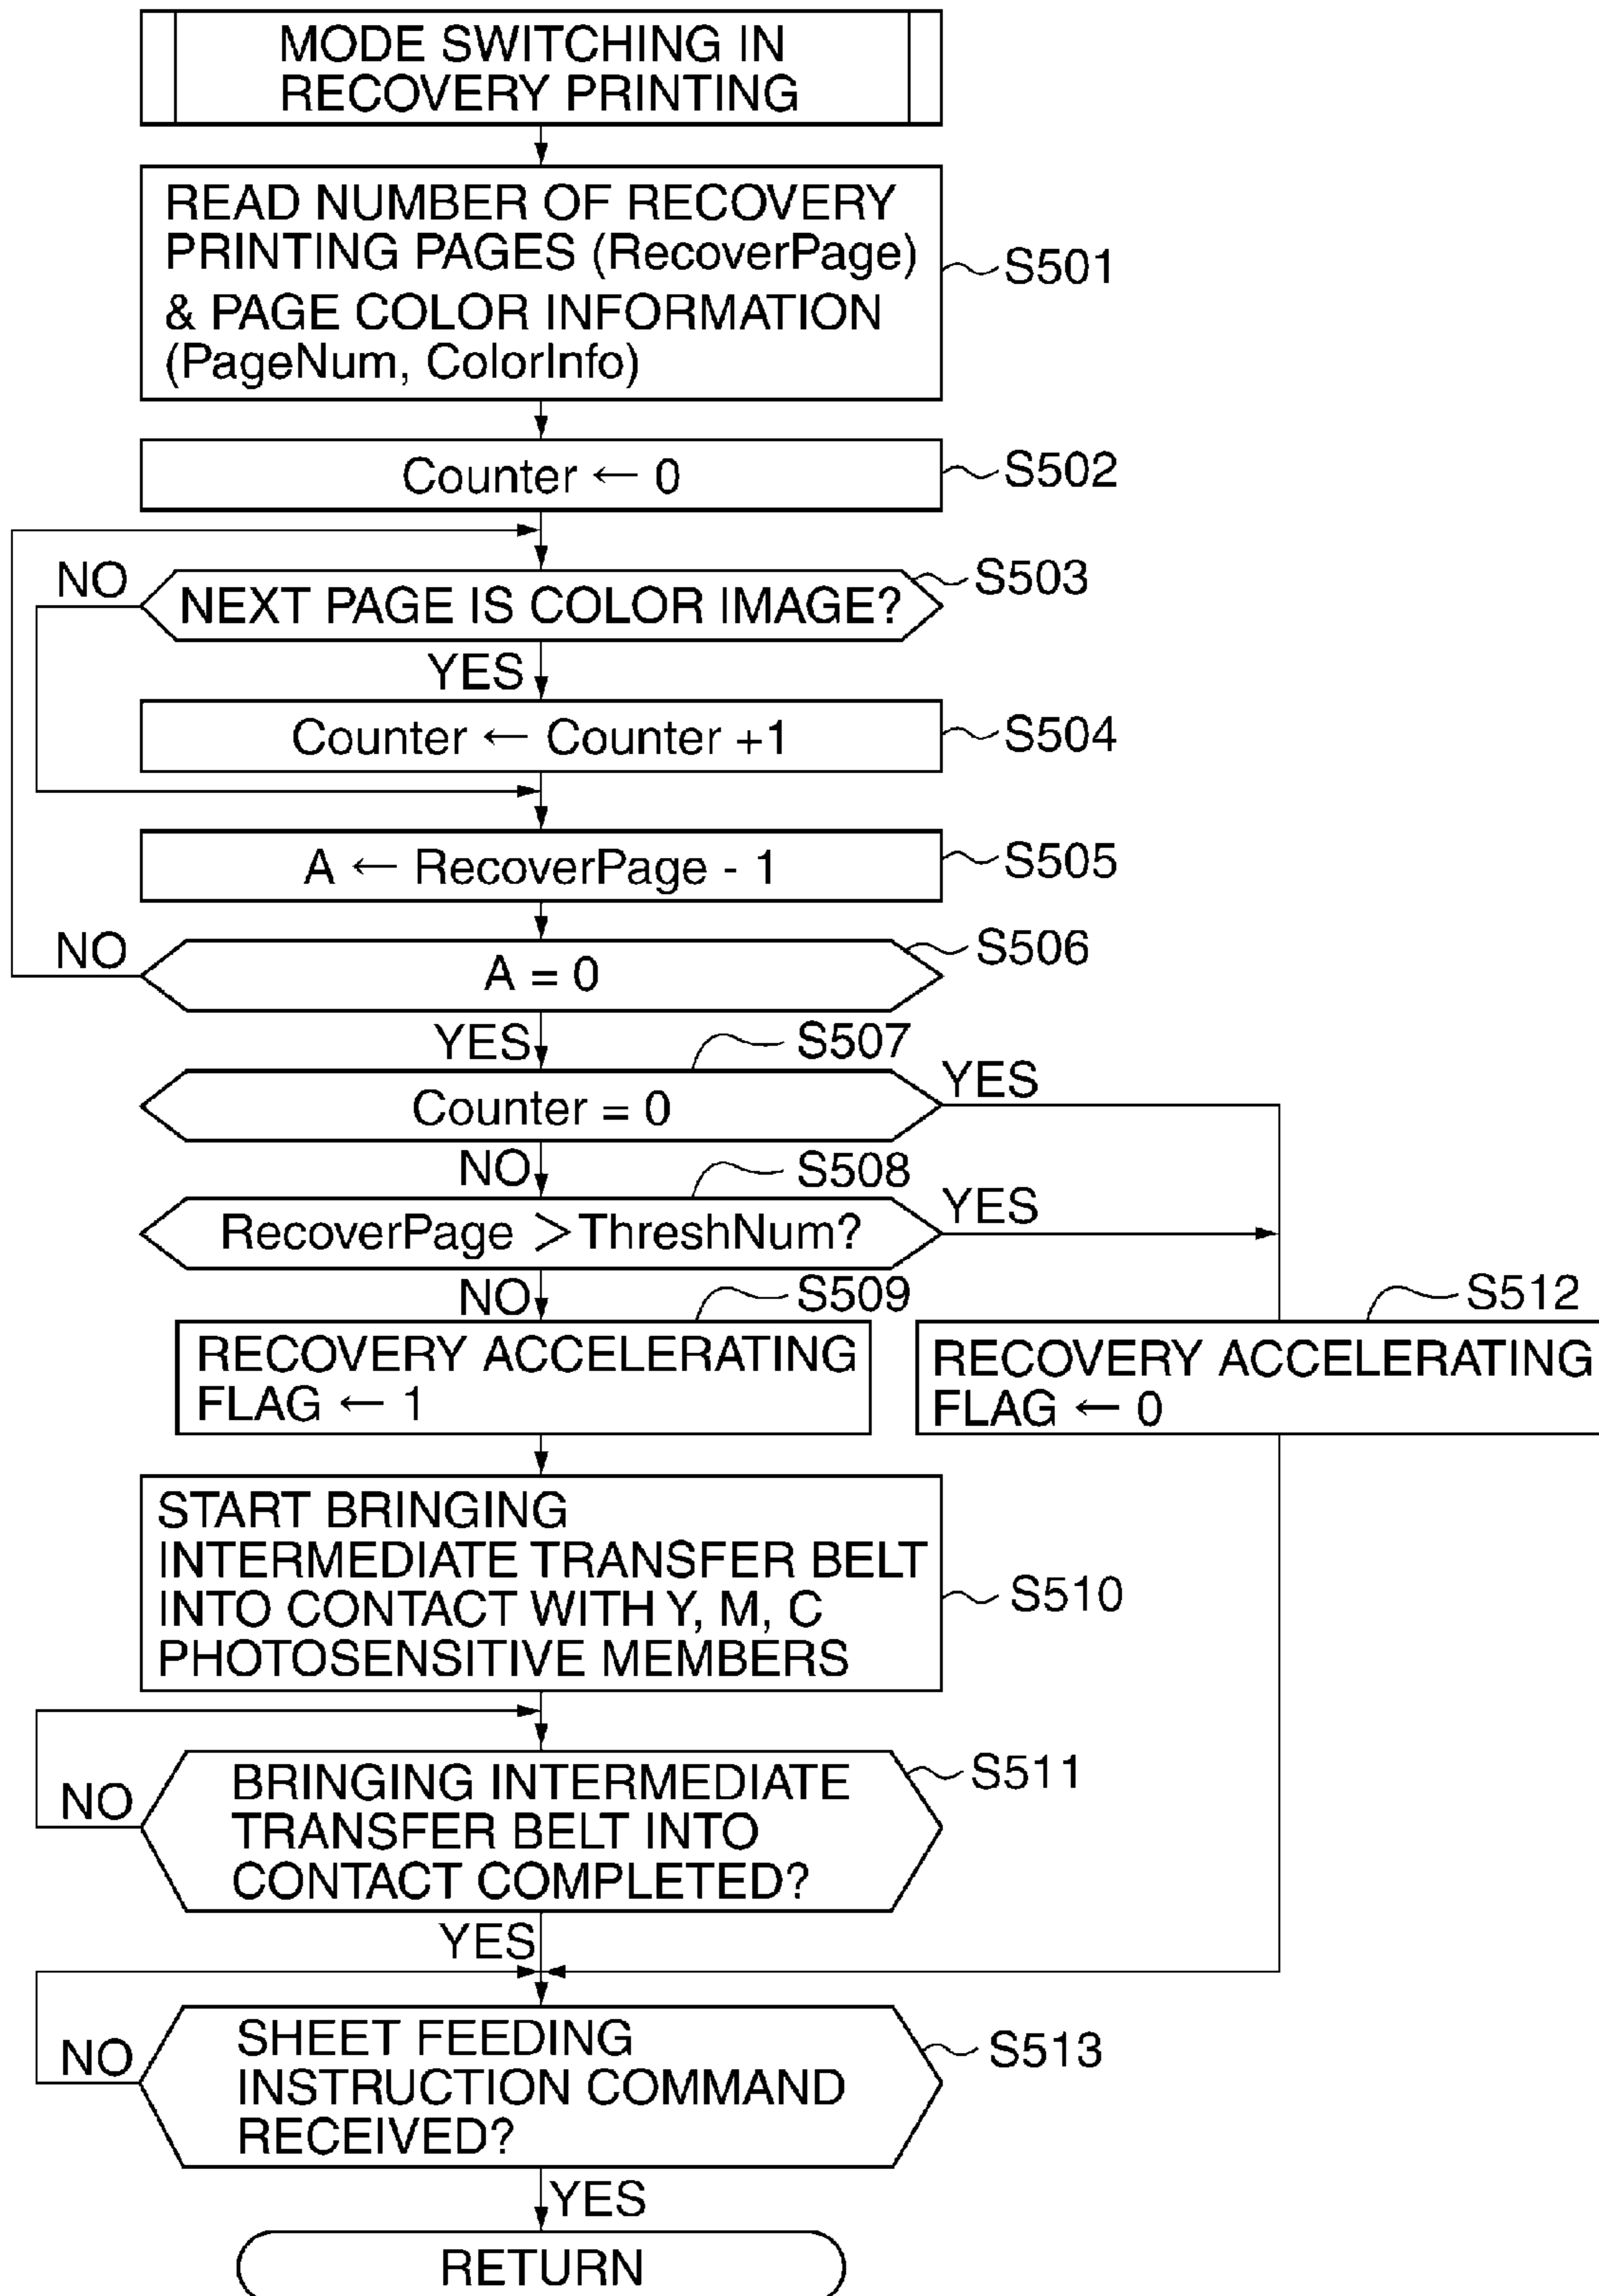 MODE SWITCHING IN
RECOVERY PRINTING
READ NUMBER OF RECOVERY
PRINTING PAGES (RecoverPage)
& PAGE COLOR INFORMATION
(PageNum, ColorInfo)
S501
Counter ← 0
S502
NO
NEXT PAGE IS COLOR IMAGE?
S503
YES
Counter ← Counter +1
S504
A ← RecoverPage - 1
S505
NO
A = 0
S506
YES
S507
Counter = 0
YES
NO
S508
RecoverPage >ThreshNum?
YES
NO
S509
S512
RECOVERY ACCELERATING
FLAG ← 1
RECOVERY ACCELERATING
FLAG ← 0
START BRINGING
INTERMEDIATE TRANSFER BELT
INTO CONTACT WITH Y, M, C
PHOTOSENSITIVE MEMBERS
S510
NO
BRINGING INTERMEDIATE
TRANSFER BELT INTO
CONTACT COMPLETED?
S511
YES
NO
SHEET FEEDING
INSTRUCTION COMMAND
RECEIVED?
S513
YES
RETURN